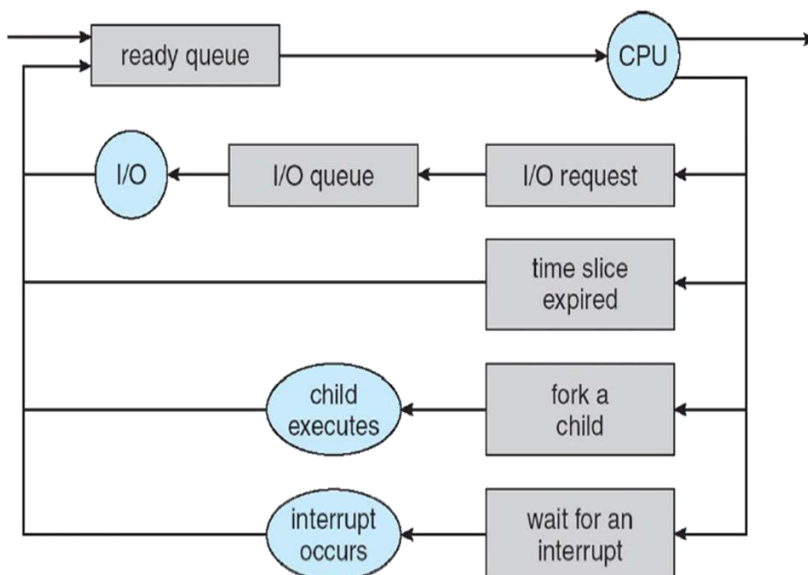 ready queue
CPU
I/O
I/O queue
I/O request
time slice
expired
child
executes
fork a
child
interrupt
occurs
wait for an
interrupt